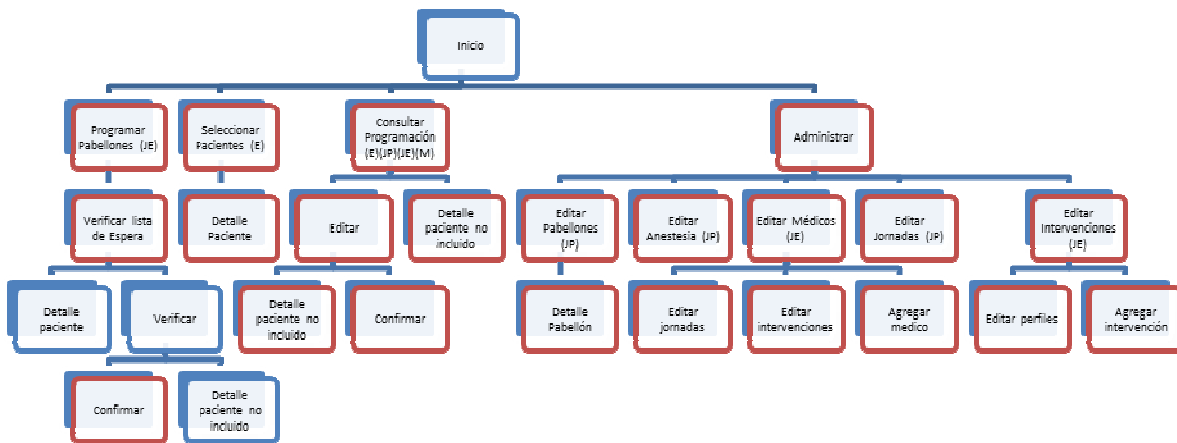 Inicio
Programar
Pabellones (JE)
Seleccionar
Pacientes (E)
Consultar
Programación
(E)(JP)(JE)(M)
Administrar
Verificar lista
de Espera
Detalle
Paciente
Editar
Detalle
paciente no
incluido
Editar
Pabellones
(JP)
Editar
Anestesia (JP)
Editar Médicos
(JE)
Editar
Jornadas (JP)
Editar
Intervenciones
(JE)
Detalle
paciente
Verificar
Detalle
paciente no
incluido
Confirmar
Detalle
Pabellón
Editar
jornadas
Editar
intervenciones
Agregar
medico
Editar perfiles
Agregar
intervención
Confirmar
Detalle
paciente no
incluido